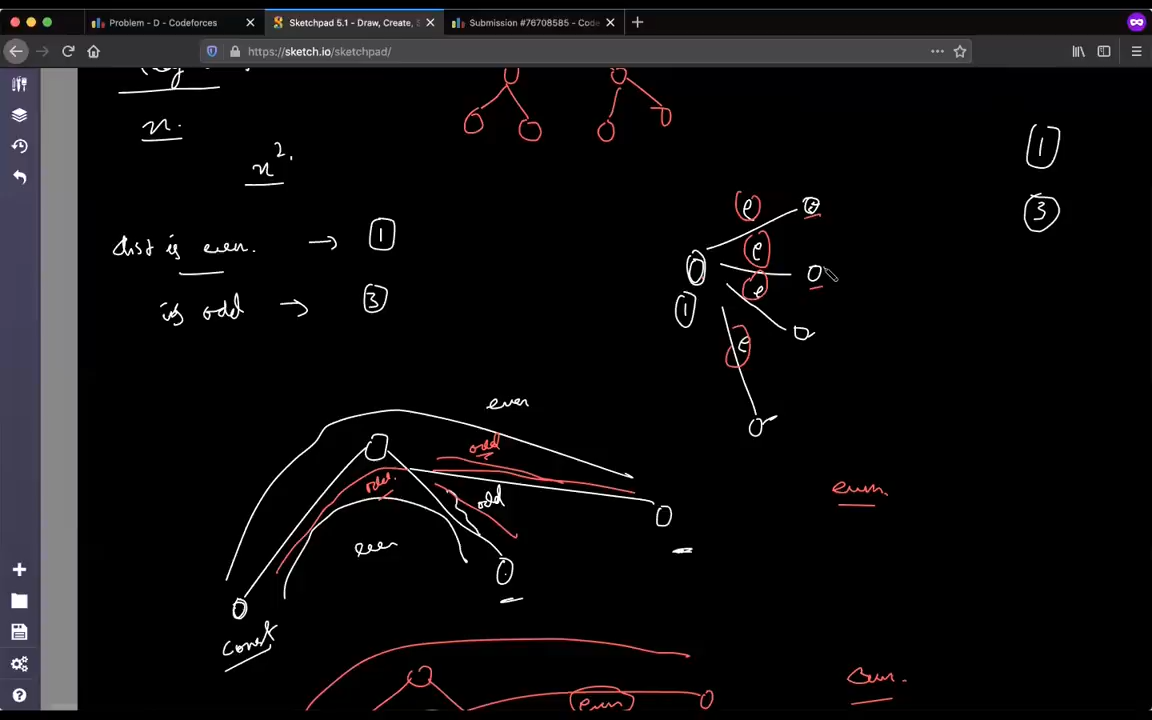 Problem - D - Codeforces
Sketchpad 5.1 - Draw, Create, S
Submission #76708585 - Code
https://sketch.io/sketchpad/
n.
n².
1
3
dist is even. → 1
is odd → 3
e
e
e
e
1
even
odd
odd.
odd
even
even.
const
even
even.